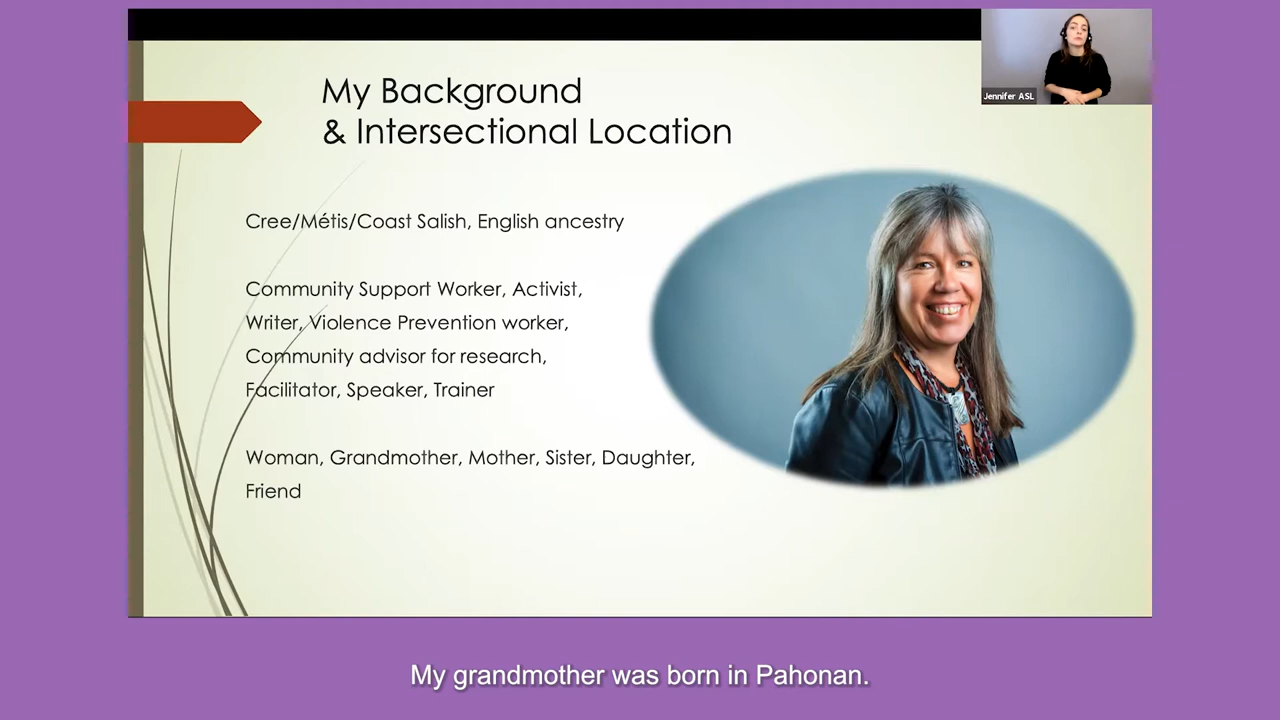 Jennifer ASL
My Background
& Intersectional Location
Cree/Métis/Coast Salish, English ancestry
Community Support Worker, Activist,
Writer, Violence Prevention worker,
Community advisor for research,
Facilitator, Speaker, Trainer
Woman, Grandmother, Mother, Sister, Daughter,
Friend
My grandmother was born in Pahonan.